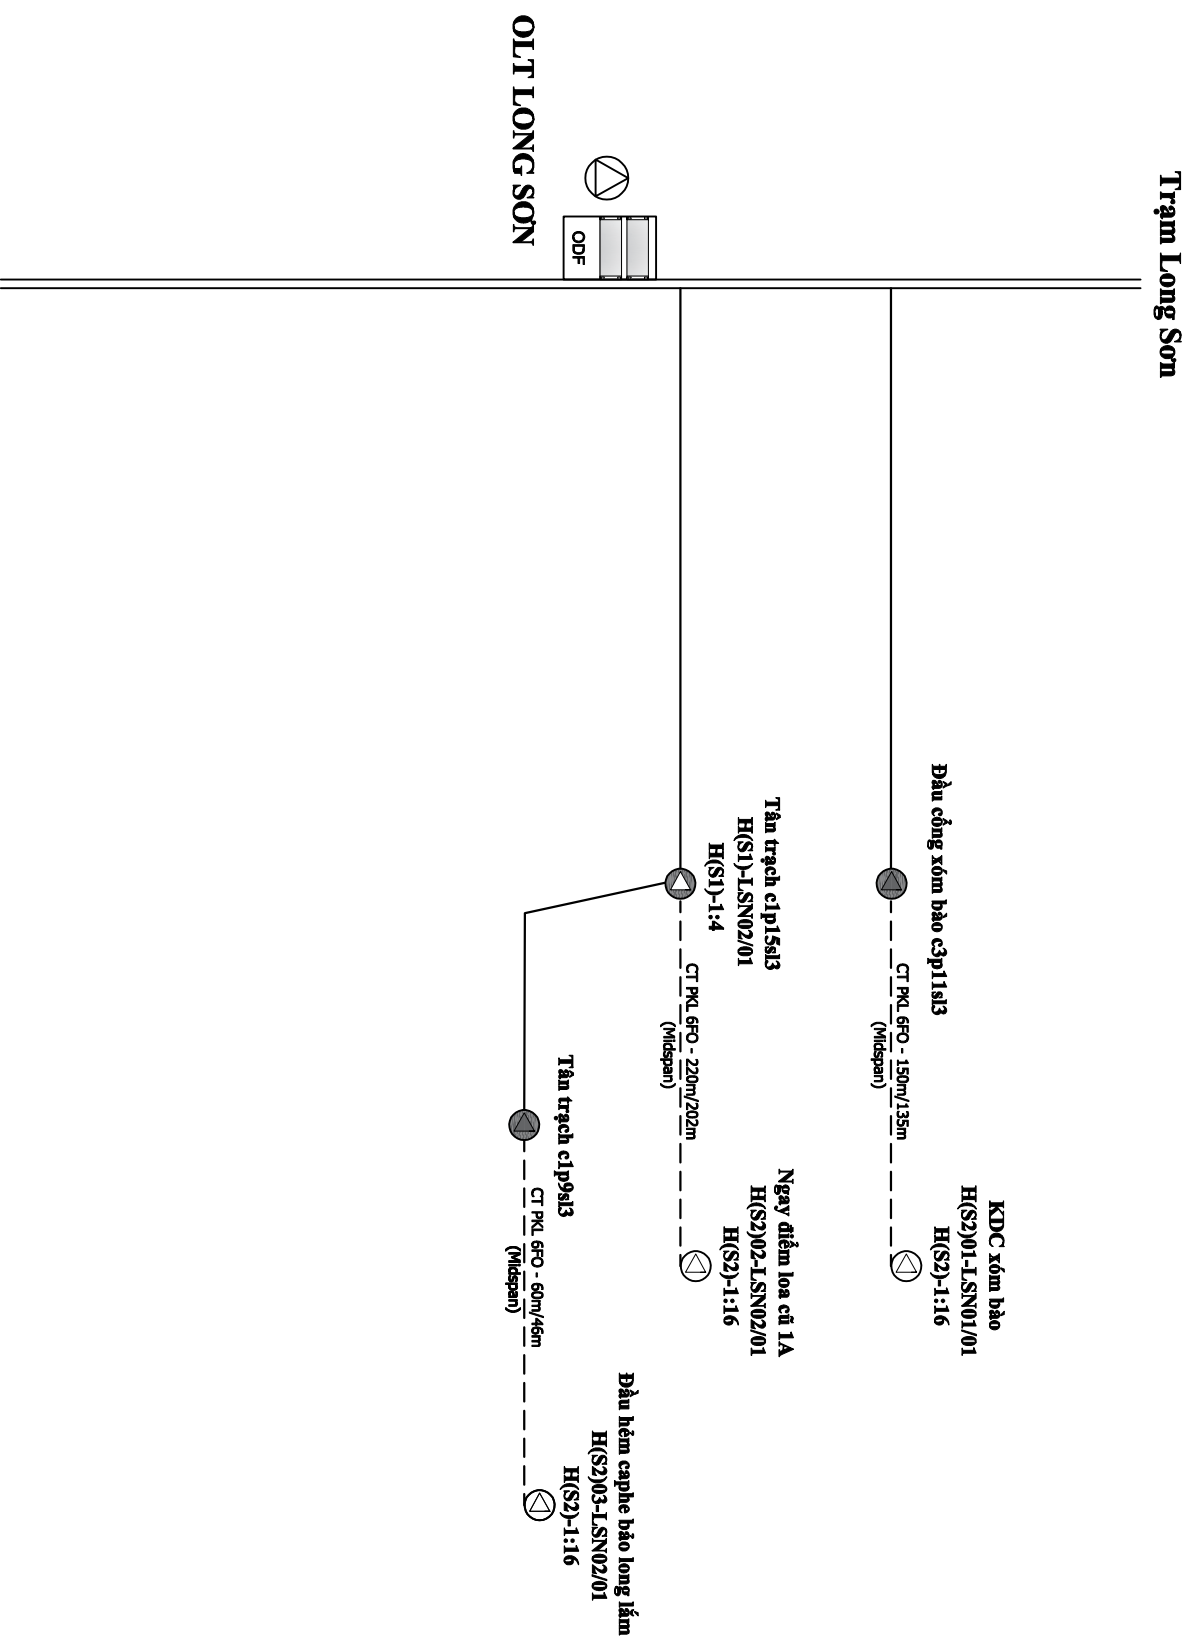 Trạm Long Sơn
KDC xóm bào
H(S2)01-LSN01/01
H(S2)-1:16
Đầu cổng xóm bào c3p11sl3
CT PKL 6FO - 150m/135m
(Midspan)
Ngay điểm loa cũ 1A
H(S2)02-LSN02/01
H(S2)-1:16
Tân trạch c1p15sl3
H(S1)-LSN02/01
H(S1)-1:4
CT PKL 6FO - 220m/202m
(Midspan)
Đầu hẻm caphe bảo long lắm
H(S2)03-LSN02/01
H(S2)-1:16
Tân trạch c1p9sl3
CT PKL 6FO - 60m/46m
(Midspan)
ODF
OLT LONG SƠN